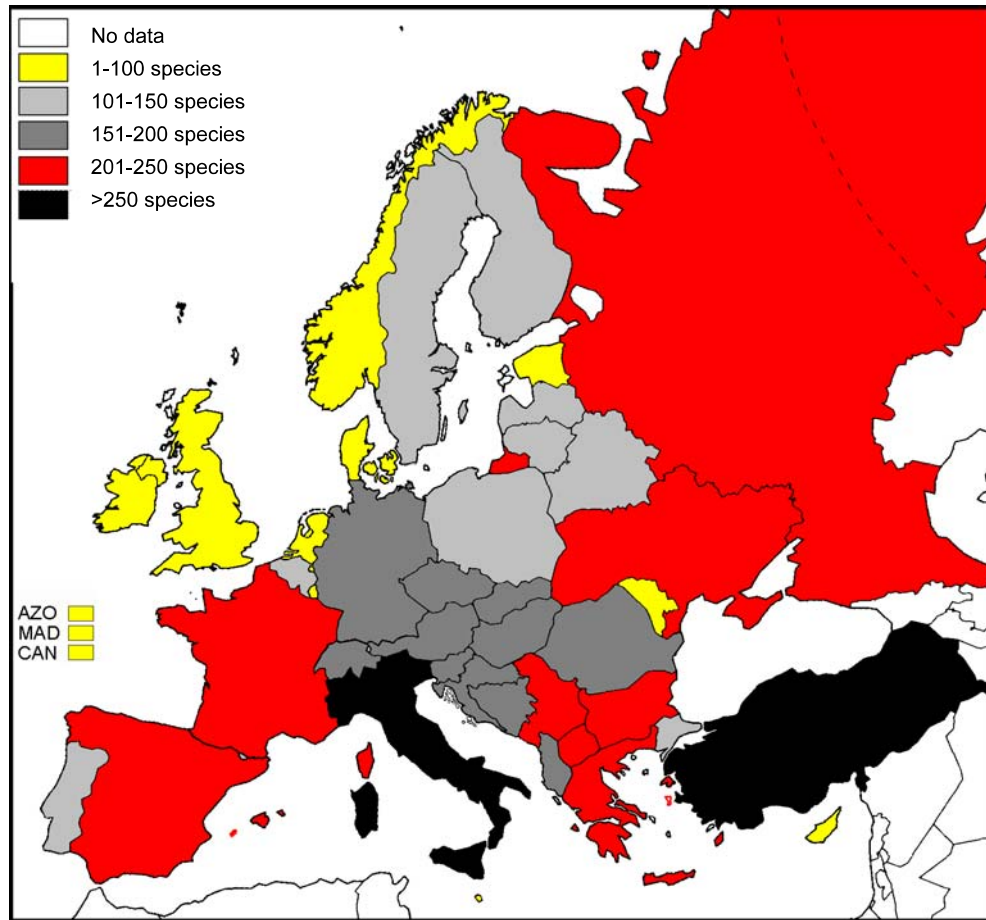 No data
1-100 species
101-150 species
151-200 species
201-250 species
>250 species
AZO
MAD
CAN